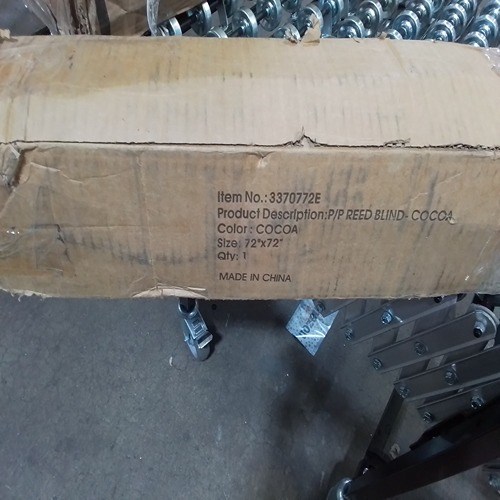 Item No.:3370772E
Product Description:P/P REED BLIND - COCOA
Color : COCOA
Size: 72"x72"
Qty: 1
MADE IN CHINA